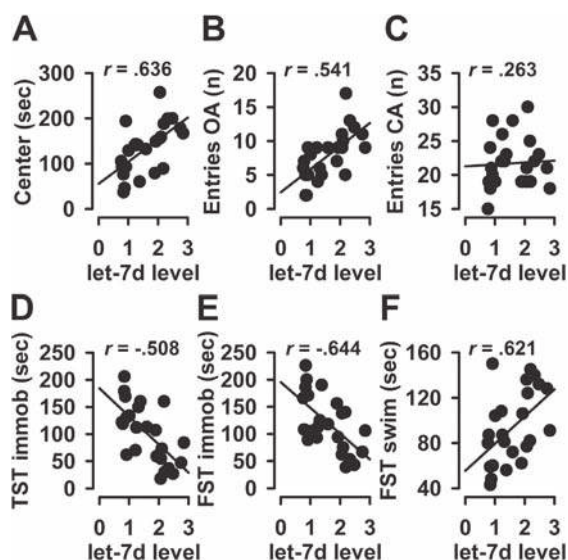 A B C
r = .636 r = .541 r = .263
Center (sec)
300
200
100
0
0 1 2 3
let-7d level
Entries OA (n)
20
15
10
5
0
0 1 2 3
let-7d level
Entries CA (n)
35
30
25
20
15
0 1 2 3
let-7d level
D E F
r = -.508 r = -.644 r = .621
TST immob (sec)
250
200
150
100
50
0
0 1 2 3
let-7d level
FST immob (sec)
250
200
150
100
50
0
0 1 2 3
let-7d level
FST swim (sec)
160
120
80
40
0 1 2 3
let-7d level